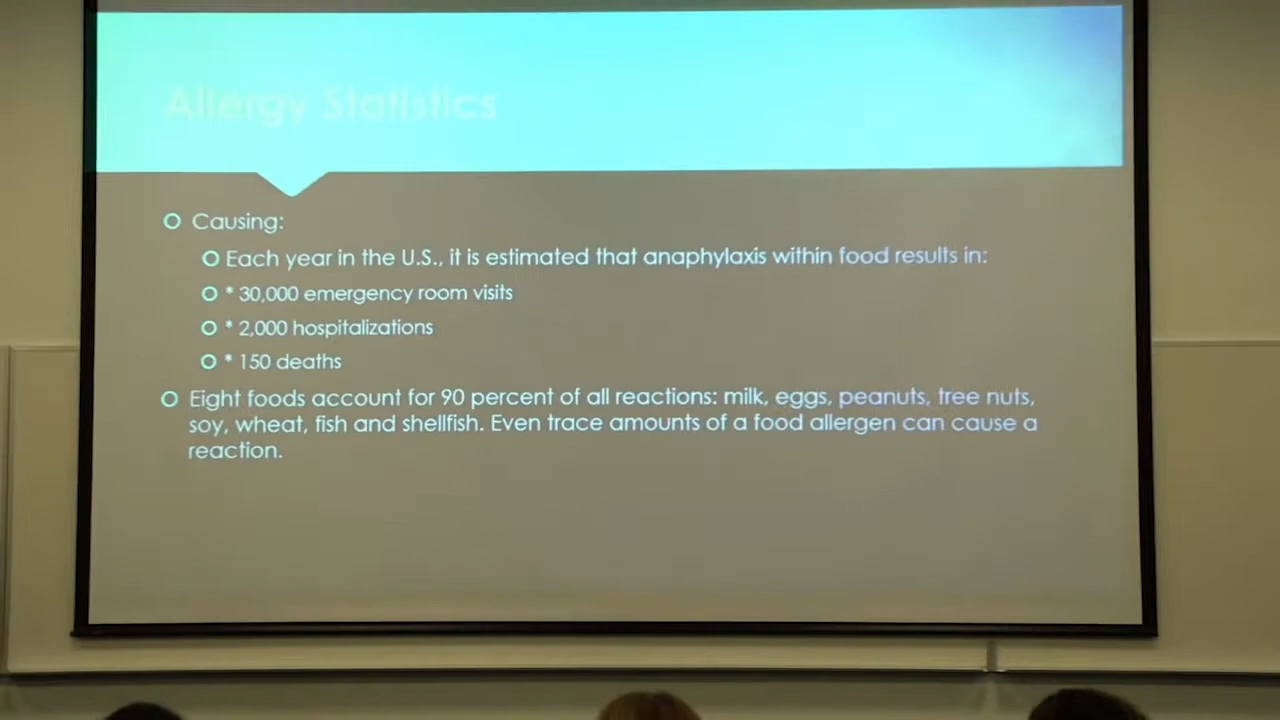 Allergy Statistics
Causing:
Each year in the U.S., it is estimated that anaphylaxis within food results in:
* 30,000 emergency room visits
* 2,000 hospitalizations
* 150 deaths
Eight foods account for 90 percent of all reactions: milk, eggs, peanuts, tree nuts,
soy, wheat, fish and shellfish. Even trace amounts of a food allergen can cause a
reaction.